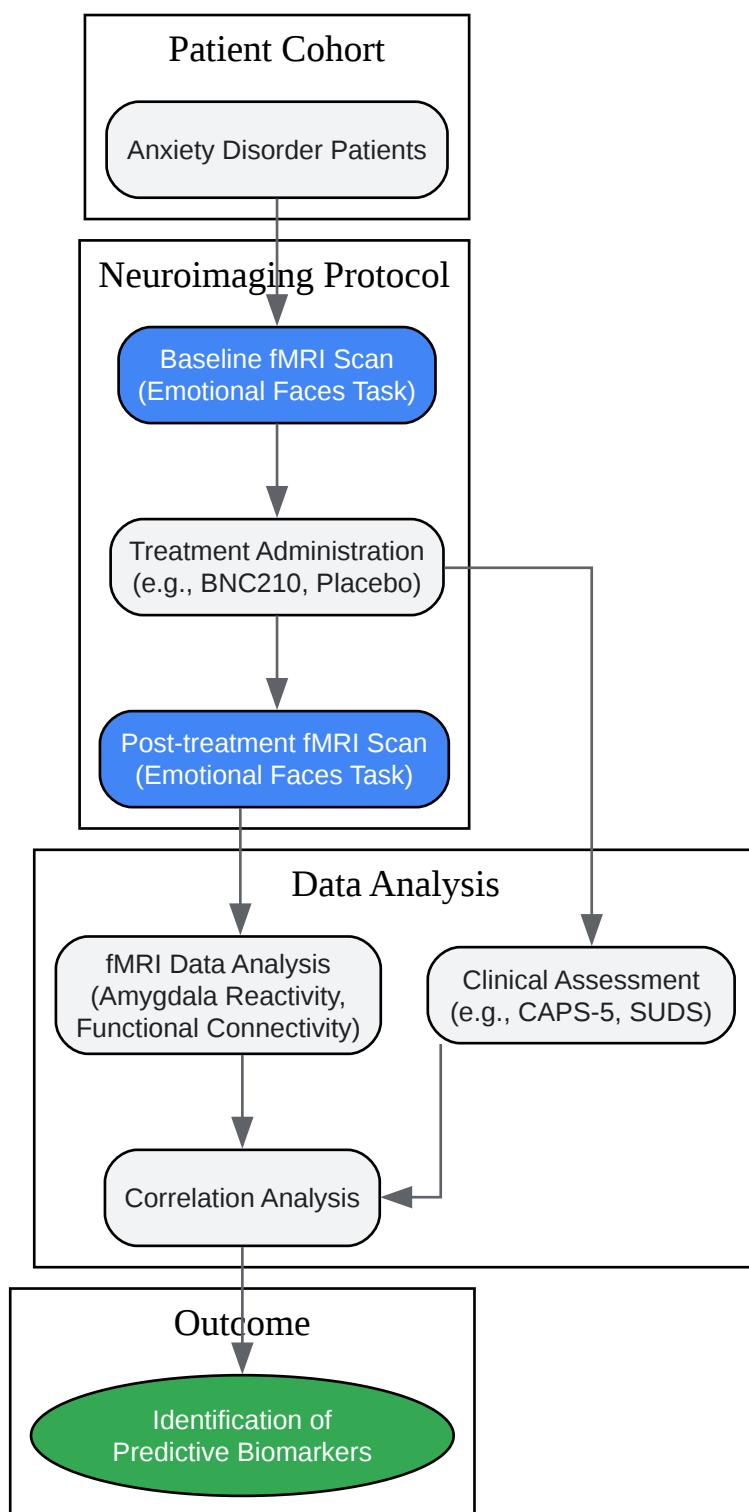 Patient Cohort
Anxiety Disorder Patients
Neuroimaging Protocol
Baseline fMRI Scan
(Emotional Faces Task)
Treatment Administration
(e.g., BNC210, Placebo)
Post-treatment fMRI Scan
(Emotional Faces Task)
Data Analysis
fMRI Data Analysis
(Amygdala Reactivity,
Functional Connectivity)
Clinical Assessment
(e.g., CAPS-5, SUDS)
Correlation Analysis
Outcome
Identification of
Predictive Biomarkers